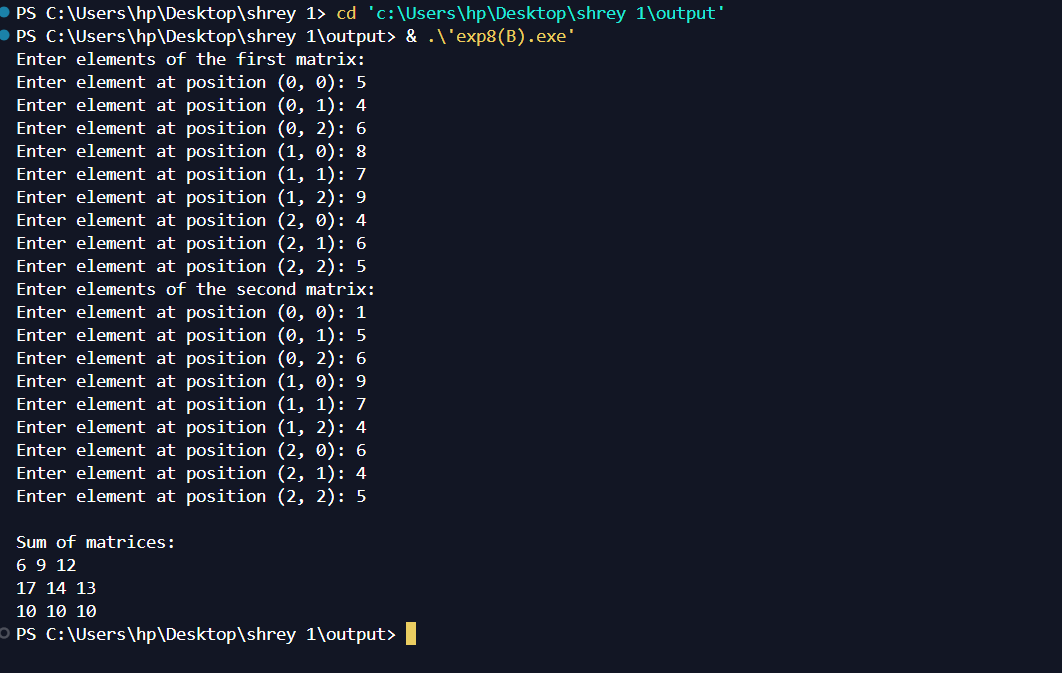 PS C:\Users\hp\Desktop\shrey 1> cd 'c:\Users\hp\Desktop\shrey 1\output'
PS C:\Users\hp\Desktop\shrey 1\output> & .\'exp8(B).exe'
Enter elements of the first matrix:
Enter element at position (0, 0): 5
Enter element at position (0, 1): 4
Enter element at position (0, 2): 6
Enter element at position (1, 0): 8
Enter element at position (1, 1): 7
Enter element at position (1, 2): 9
Enter element at position (2, 0): 4
Enter element at position (2, 1): 6
Enter element at position (2, 2): 5
Enter elements of the second matrix:
Enter element at position (0, 0): 1
Enter element at position (0, 1): 5
Enter element at position (0, 2): 6
Enter element at position (1, 0): 9
Enter element at position (1, 1): 7
Enter element at position (1, 2): 4
Enter element at position (2, 0): 6
Enter element at position (2, 1): 4
Enter element at position (2, 2): 5
Sum of matrices:
6 9 12
17 14 13
10 10 10
PS C:\Users\hp\Desktop\shrey 1\output>